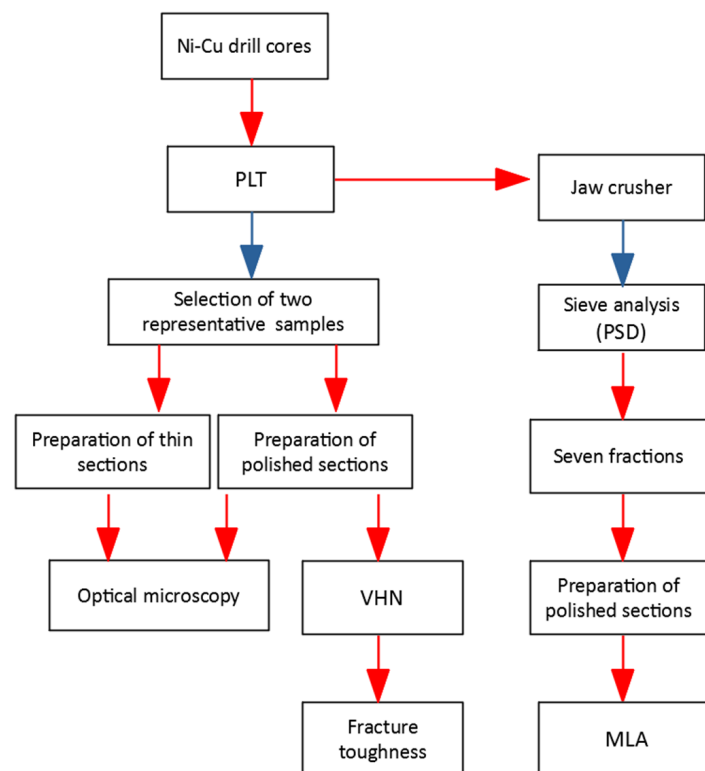 Ni-Cu drill cores
PLT
Jaw crusher
Selection of two
representative samples
Sieve analysis
(PSD)
Preparation of thin
sections
Preparation of
polished sections
Seven fractions
Optical microscopy
VHN
Preparation of
polished sections
Fracture
toughness
MLA